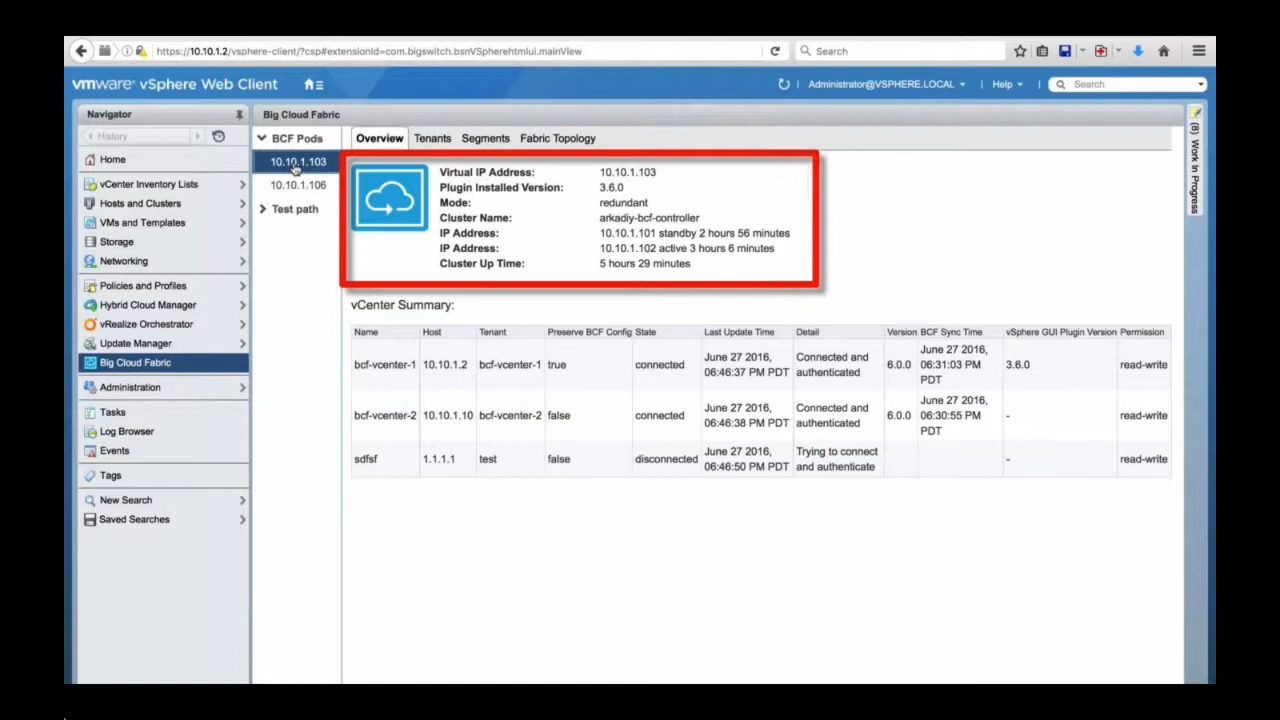 https://10.10.1.2/vsphere-client/?csp#extensionId=com.bigswitch.bsnVSpherehtmlui.mainView
Search
vmware® vSphere Web Client
Administrator@VSPHERE.LOCAL
Help
Search
Navigator
History
Home
vCenter Inventory Lists
Hosts and Clusters
VMs and Templates
Storage
Networking
Policies and Profiles
Hybrid Cloud Manager
vRealize Orchestrator
Update Manager
Big Cloud Fabric
Administration
Tasks
Log Browser
Events
Tags
New Search
Saved Searches
Big Cloud Fabric
BCF Pods
10.10.1.103
10.10.1.106
Test path
Overview Tenants Segments Fabric Topology
Virtual IP Address: 10.10.1.103
Plugin Installed Version: 3.6.0
Mode: redundant
Cluster Name: arkadiy-bcf-controller
IP Address: 10.10.1.101 standby 2 hours 56 minutes
IP Address: 10.10.1.102 active 3 hours 6 minutes
Cluster Up Time: 5 hours 29 minutes
vCenter Summary:
Name Host Tenant Preserve BCF Config State Last Update Time Detail Version BCF Sync Time vSphere GUI Plugin Version Permission
bcf-vcenter-1 10.10.1.2 bcf-vcenter-1 true connected June 27 2016, 06:46:37 PM PDT Connected and authenticated 6.0.0 June 27 2016, 06:31:03 PM PDT 3.6.0 read-write
bcf-vcenter-2 10.10.1.10 bcf-vcenter-2 false connected June 27 2016, 06:46:38 PM PDT Connected and authenticated 6.0.0 June 27 2016, 06:30:55 PM PDT - read-write
sdfsf 1.1.1.1 test false disconnected June 27 2016, 06:46:50 PM PDT Trying to connect and authenticate - read-write
(8) Work In Progress